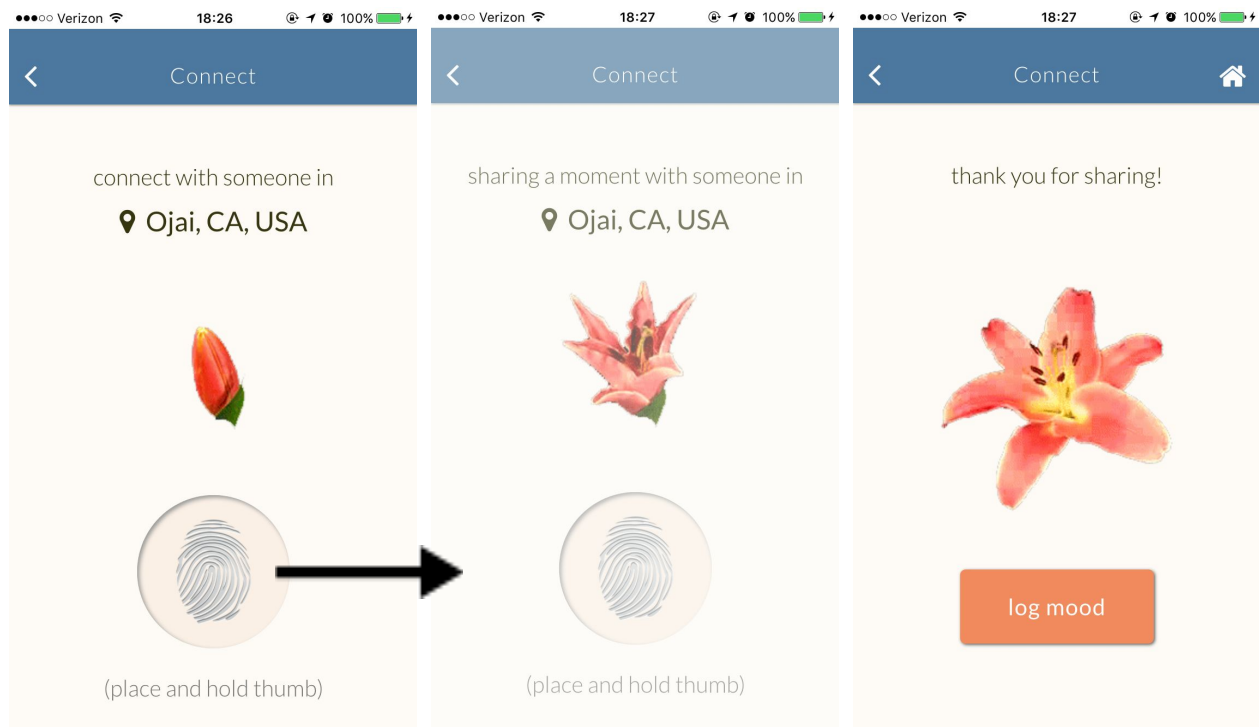 ●●●○○ Verizon 18:26 100%
Connect
connect with someone in
Ojai, CA, USA
(place and hold thumb)
●●●○○ Verizon 18:27 100%
Connect
sharing a moment with someone in
Ojai, CA, USA
(place and hold thumb)
●●●○○ Verizon 18:27 100%
Connect
thank you for sharing!
log mood